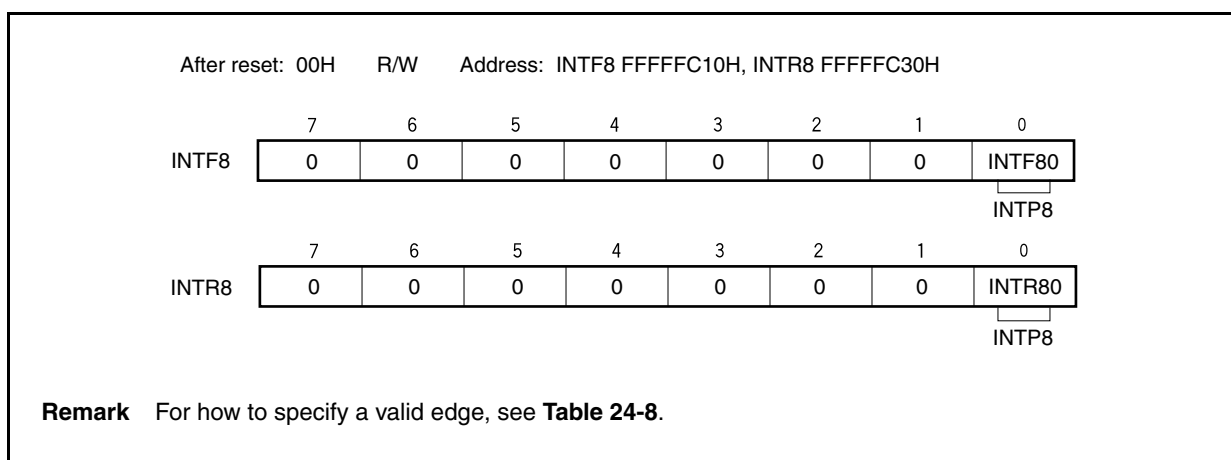 After reset: 00H R/W Address: INTF8 FFFFFC10H, INTR8 FFFFFC30H
7 6 5 4 3 2 1 0
INTF8 0 0 0 0 0 0 0 INTF80
INTP8
7 6 5 4 3 2 1 0
INTR8 0 0 0 0 0 0 0 INTR80
INTP8
Remark For how to specify a valid edge, see Table 24-8.